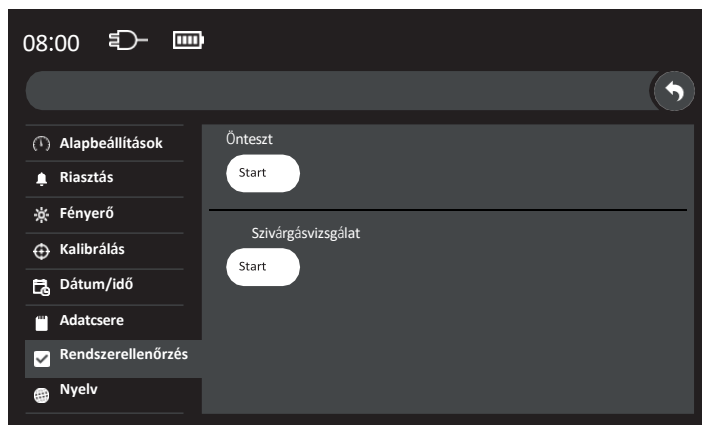 08:00
Alapbeállítások
Riasztás
Fényerő
Kalibrálás
Dátum/idő
Adatcsere
Rendszerellenőrzés
Nyelv
Önteszt
Start
Szivárgásvizsgálat
Start